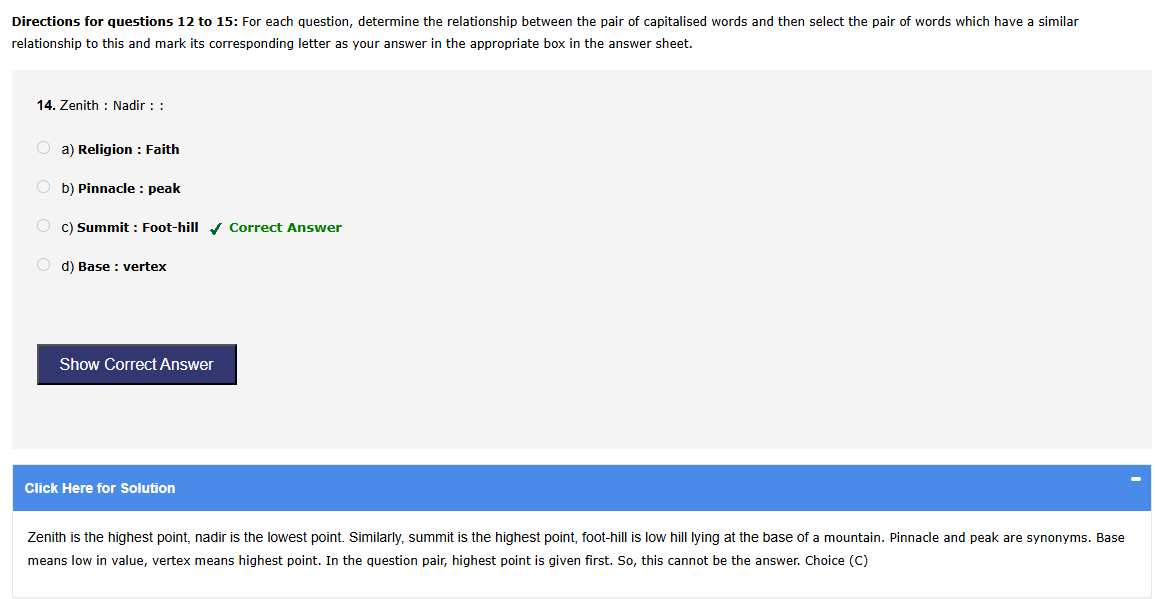 Directions for questions 12 to 15: For each question, determine the relationship between the pair of capitalised words and then select the pair of words which have a similar
relationship to this and mark its corresponding letter as your answer in the appropriate box in the answer sheet.
14. Zenith : Nadir : :
a) Religion : Faith
b) Pinnacle : peak
c) Summit : Foot-hill ✓ Correct Answer
d) Base : vertex
Show Correct Answer
Click Here for Solution
Zenith is the highest point, nadir is the lowest point. Similarly, summit is the highest point, foot-hill is low hill lying at the base of a mountain. Pinnacle and peak are synonyms. Base
means low in value, vertex means highest point. In the question pair, highest point is given first. So, this cannot be the answer. Choice (C)